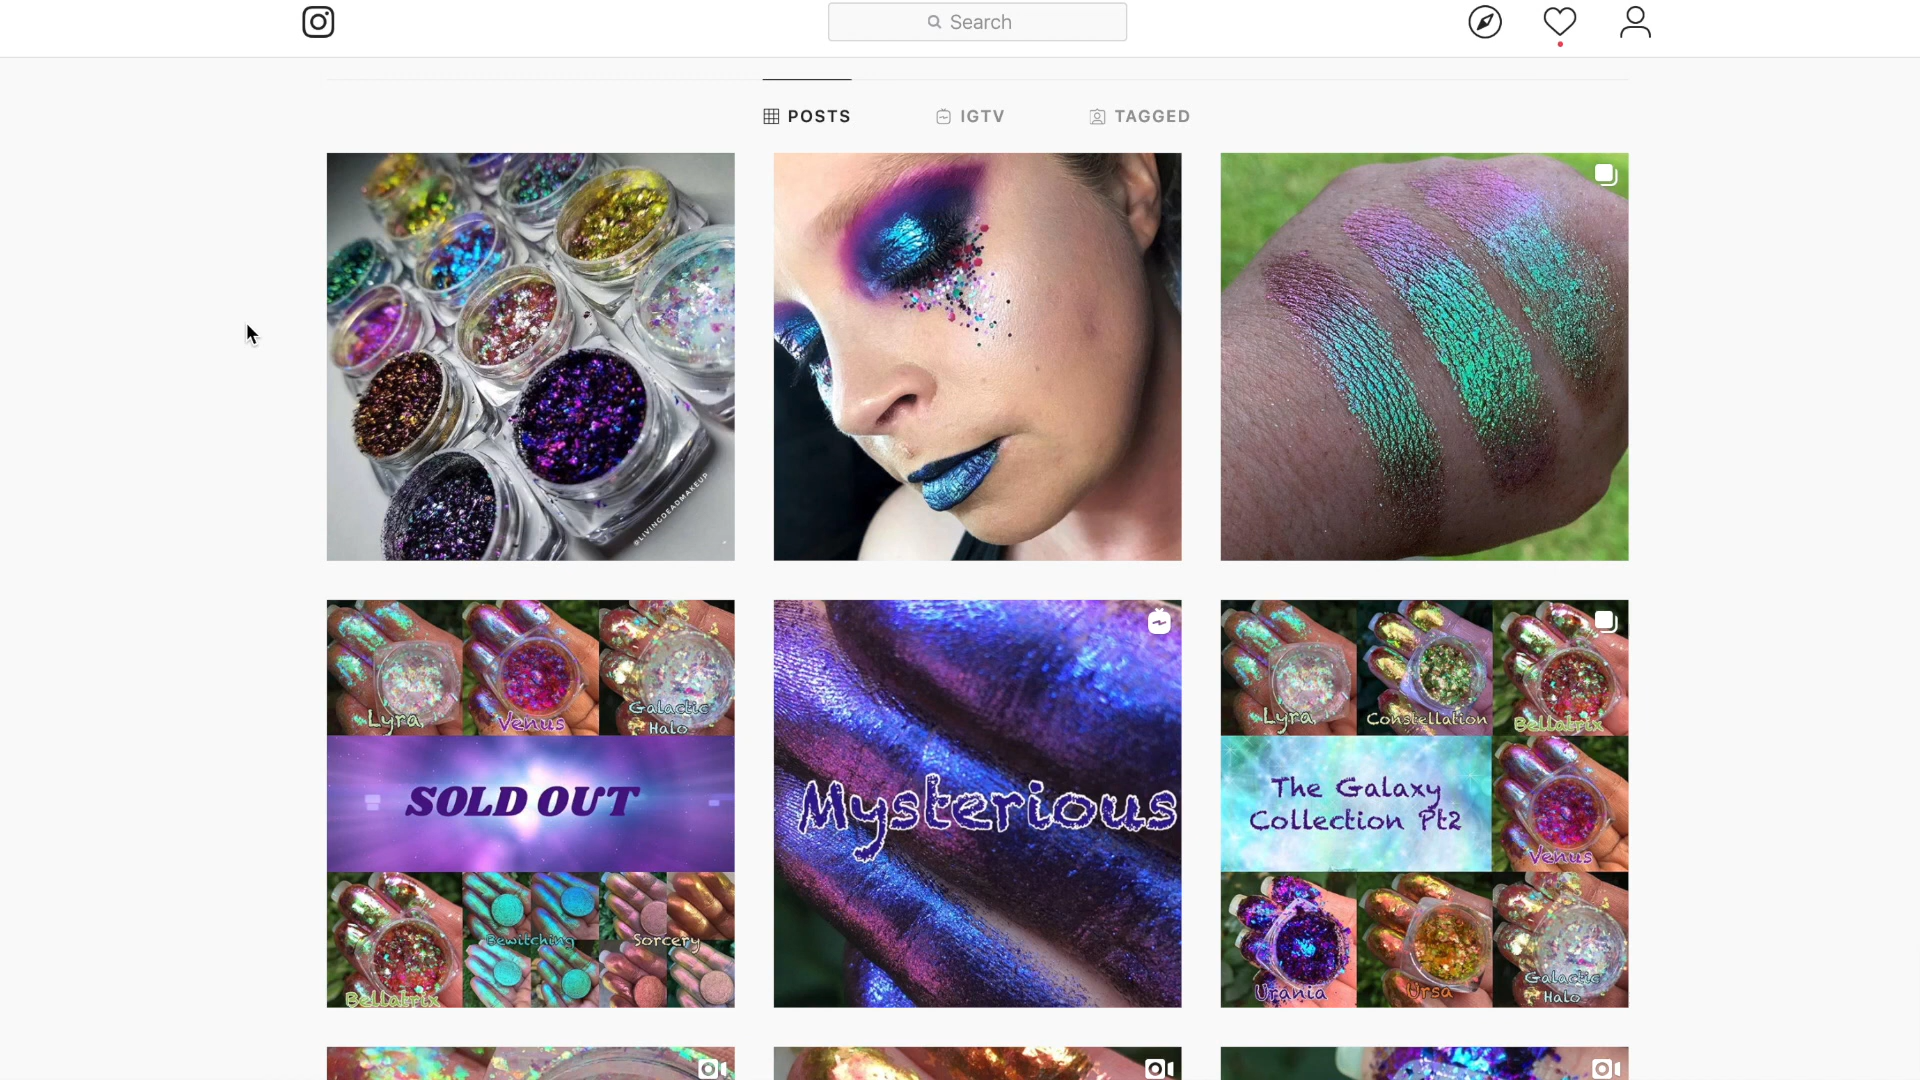 Search
POSTS
IGTV
TAGGED
@LIVINGDEADMAKEUP
Lyra
Venus
Galactic
Halo
SOLD OUT
Bellatrix
Bewitching
Sorcery
Mysterious
Lyra
Constellation
Bellatrix
The Galaxy
Collection Pt2
Venus
Urania
Ursa
Galactic
Halo